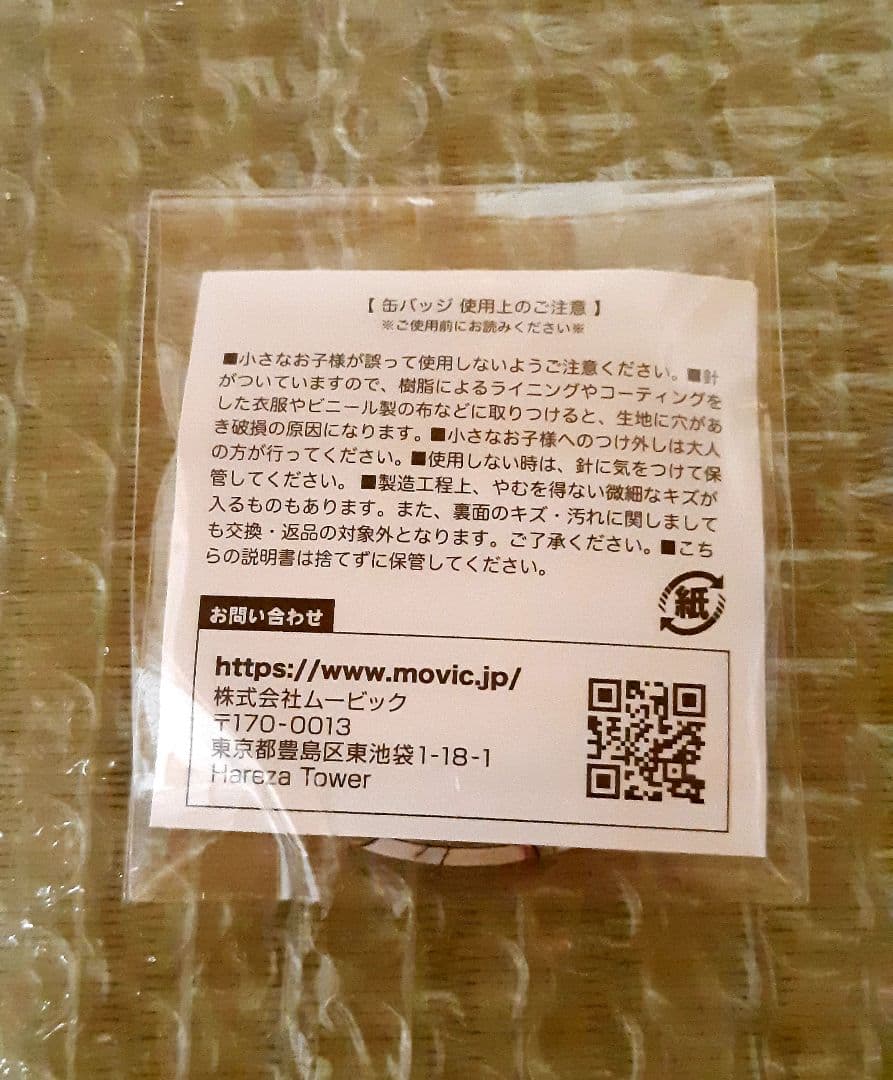 【 缶バッジ 使用上のご注意 】
※ご使用前にお読みください※
■小さなお子様が誤って使用しないようご注意ください。■針
がついていますので、樹脂によるライニングやコーティングを
した衣服やビニール製の布などに取りつけると、生地に穴があ
き破損の原因になります。■小さなお子様へのつけ外しは大人
の方が行ってください。■使用しない時は、針に気をつけて保
管してください。■製造工程上、やむを得ない微細なキズが
入るものもあります。また、裏面のキズ・汚れに関しまして
も交換・返品の対象外となります。ご了承ください。■こち
らの説明書は捨てずに保管してください。
紙
お問い合わせ
https://www.movic.jp/
株式会社ムービック
〒170-0013
東京都豊島区東池袋1-18-1
Hareza Tower